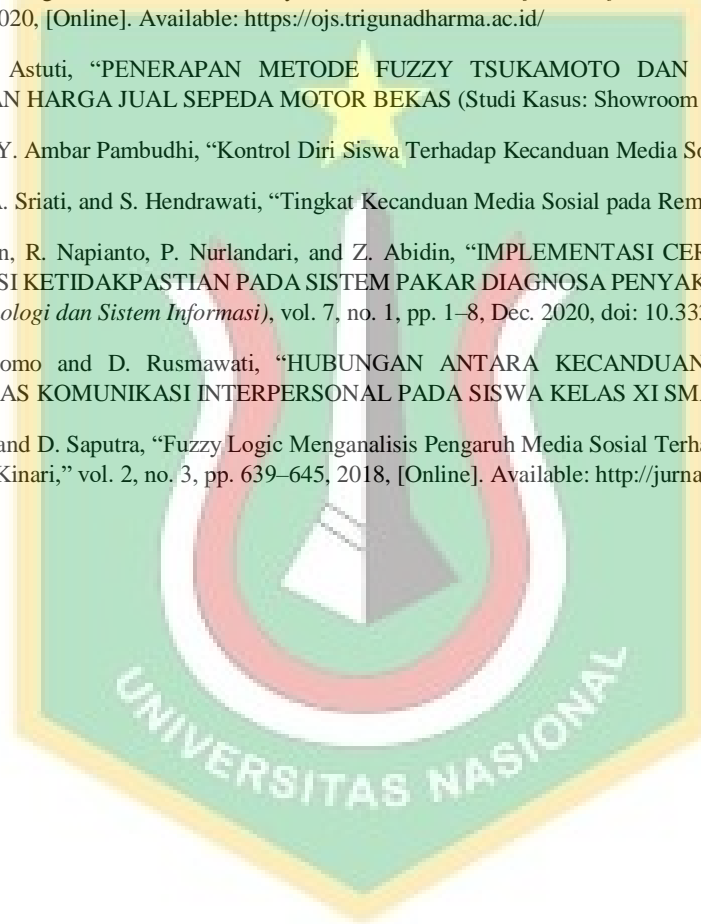 020, [Online]. Available: https://ojs.trigunadharma.ac.id/
Astuti, “PENERAPAN METODE FUZZY TSUKAMOTO DAN
AN HARGA JUAL SEPEDA MOTOR BEKAS (Studi Kasus: Showroom
Y. Ambar Pambudhi, “Kontrol Diri Siswa Terhadap Kecanduan Media So
A. Sriati, and S. Hendrawati, “Tingkat Kecanduan Media Sosial pada Rem
n, R. Napianto, P. Nurlandari, and Z. Abidin, “IMPLEMENTASI CER
SI KETIDAKPASTIAN PADA SISTEM PAKAR DIAGNOSA PENYAK
ologi dan Sistem Informasi), vol. 7, no. 1, pp. 1–8, Dec. 2020, doi: 10.333
omo and D. Rusmawati, “HUBUNGAN ANTARA KECANDUAN
AS KOMUNIKASI INTERPERSONAL PADA SISWA KELAS XI SMA
and D. Saputra, “Fuzzy Logic Menganalisis Pengaruh Media Sosial Terha
Kinari,” vol. 2, no. 3, pp. 639–645, 2018, [Online]. Available: http://jurna
UNIVERSITAS NASIONAL